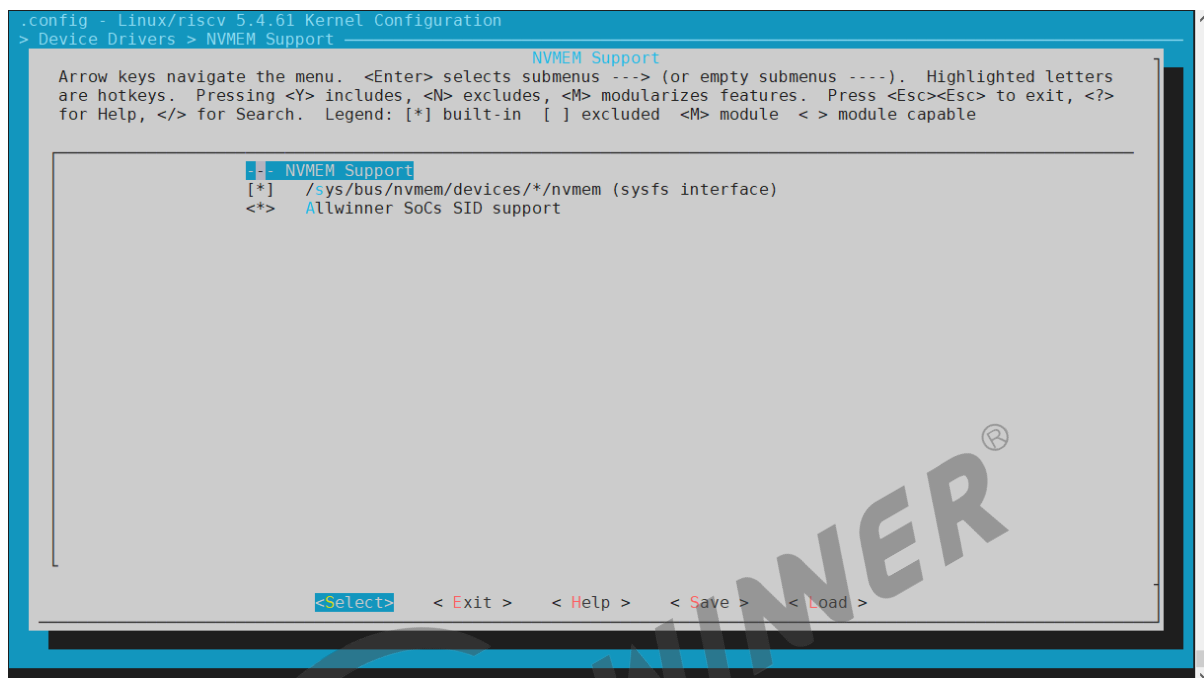 .config - Linux/riscv 5.4.61 Kernel Configuration
> Device Drivers > NVMEM Support
NVMEM Support
Arrow keys navigate the menu.  <Enter> selects submenus ---> (or empty submenus ----).  Highlighted letters
are hotkeys.  Pressing <Y> includes, <N> excludes, <M> modularizes features.  Press <Esc><Esc> to exit, <?>
for Help, </> for Search.  Legend: [*] built-in  [ ] excluded  <M> module  < > module capable
--- NVMEM Support
[*]   /sys/bus/nvmem/devices/*/nvmem (sysfs interface)
<*>   Allwinner SoCs SID support
<Select>    < Exit >    < Help >    < Save >    < Load >
WINNER®